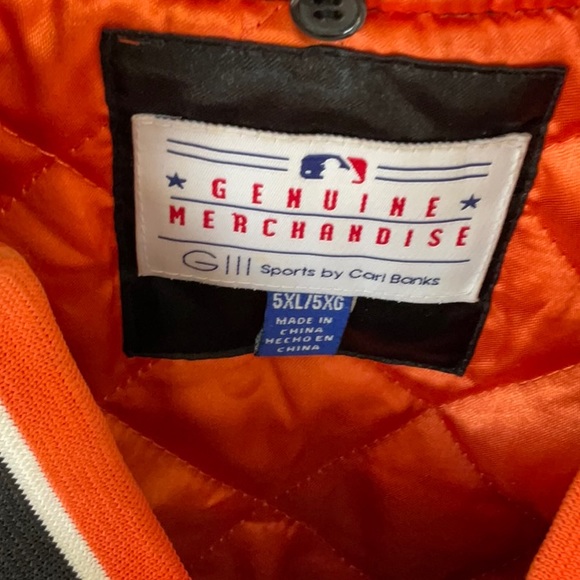 GENUINE
MERCHANDISE
GIII Sports by Carl Banks
5XL/5XG
MADE IN
CHINA
HECHO EN
CHINA